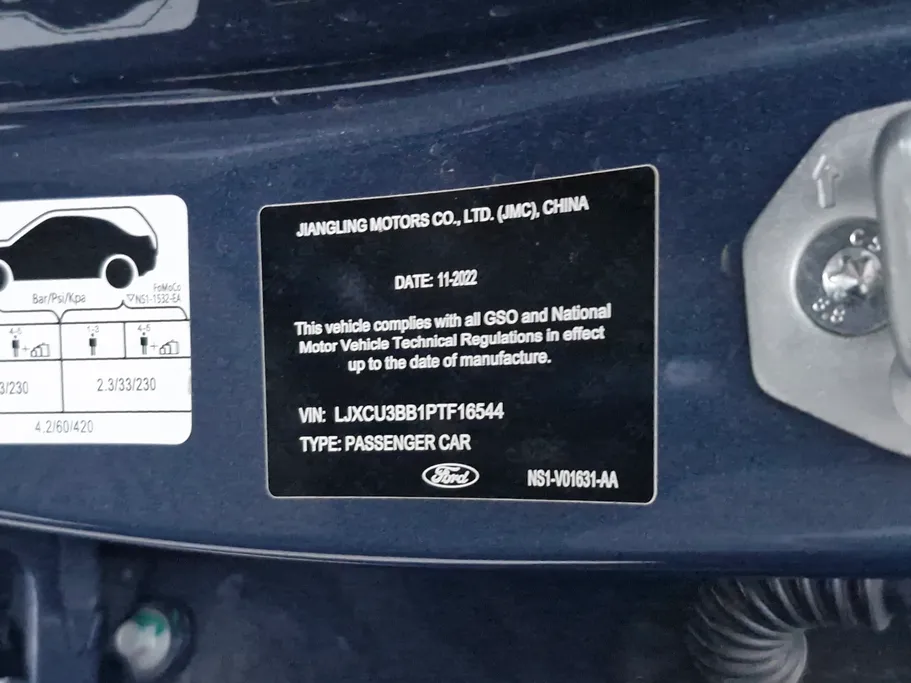 JIANGLING MOTORS CO., LTD. (JMC), CHINA
DATE: 11-2022
This vehicle complies with all GSO and National
Motor Vehicle Technical Regulations in effect
up to the date of manufacture.
VIN: LJXCU3BB1PTF16544
TYPE: PASSENGER CAR
Ford
NS1-V01631-AA
FoMoCo
Bar/Psi/Kpa
NS1-1532-EA
4-5
1-3
4-5
3/230
2.3/33/230
4.2/60/420